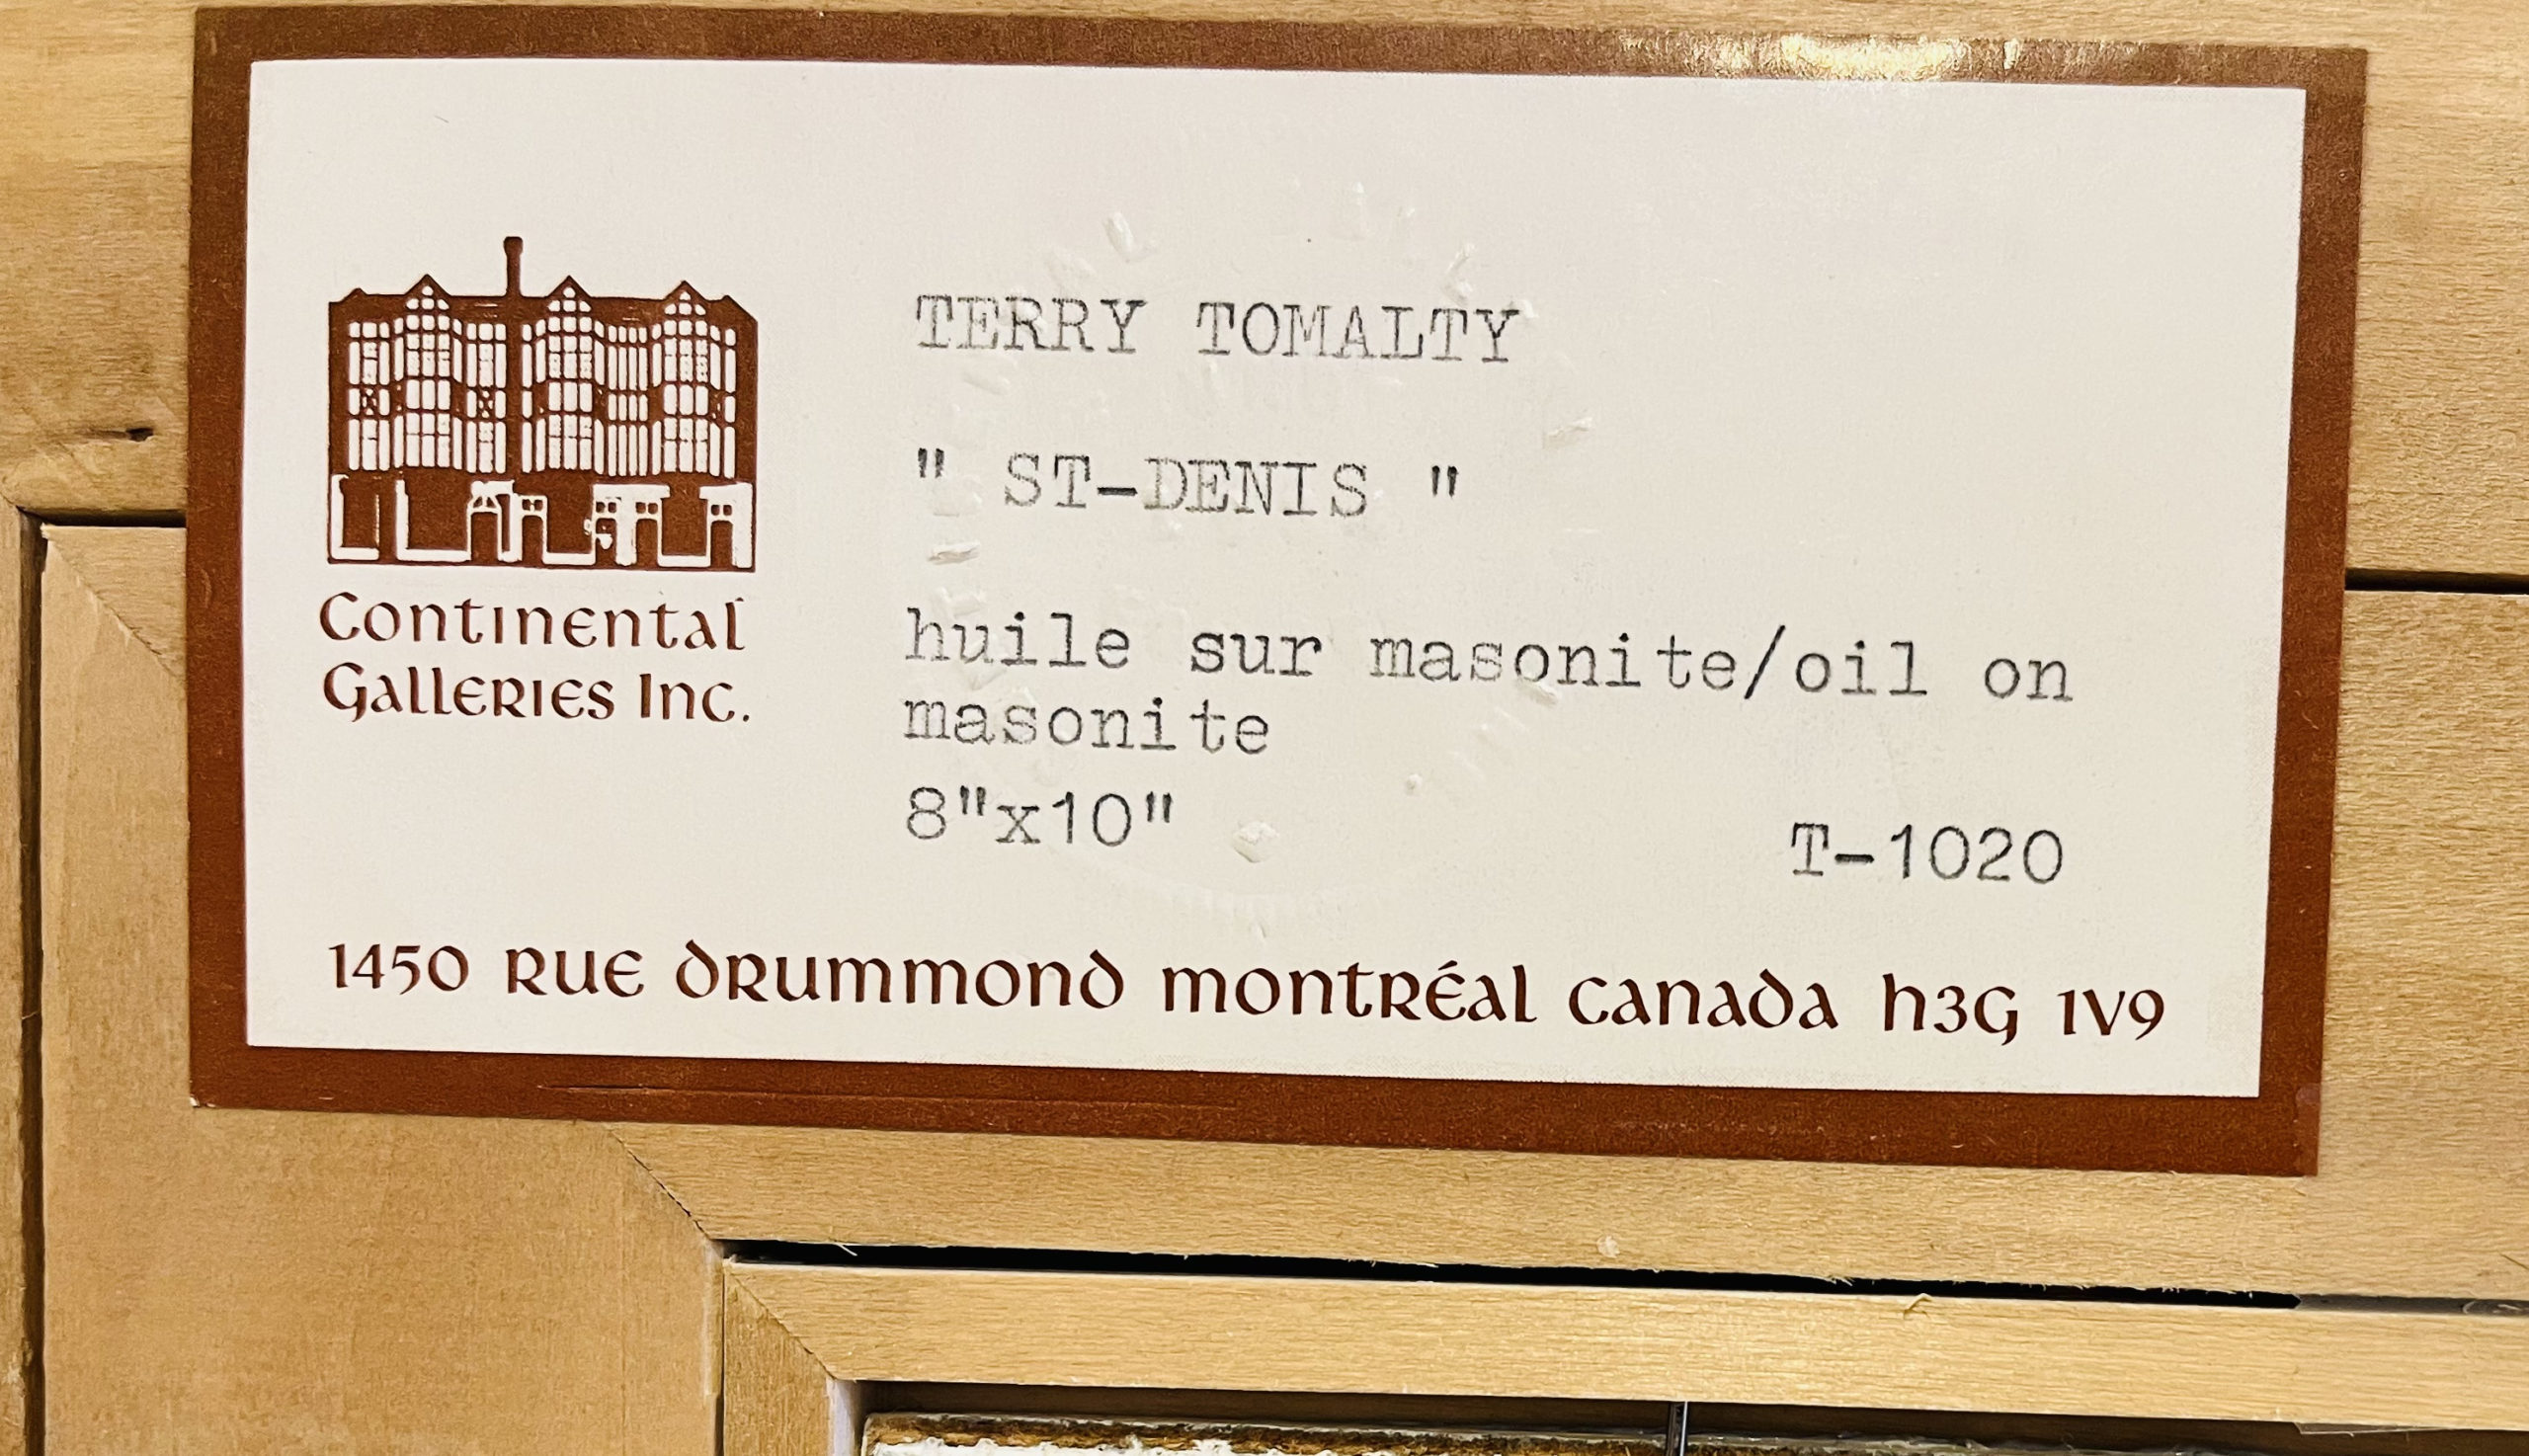 TERRY TOMALTY
" ST-DENIS "
huile sur masonite/oil on
masonite
8"x10"
T-1020
Continental
Galleries Inc.
1450 rue drummond montréal canada h3G 1V9